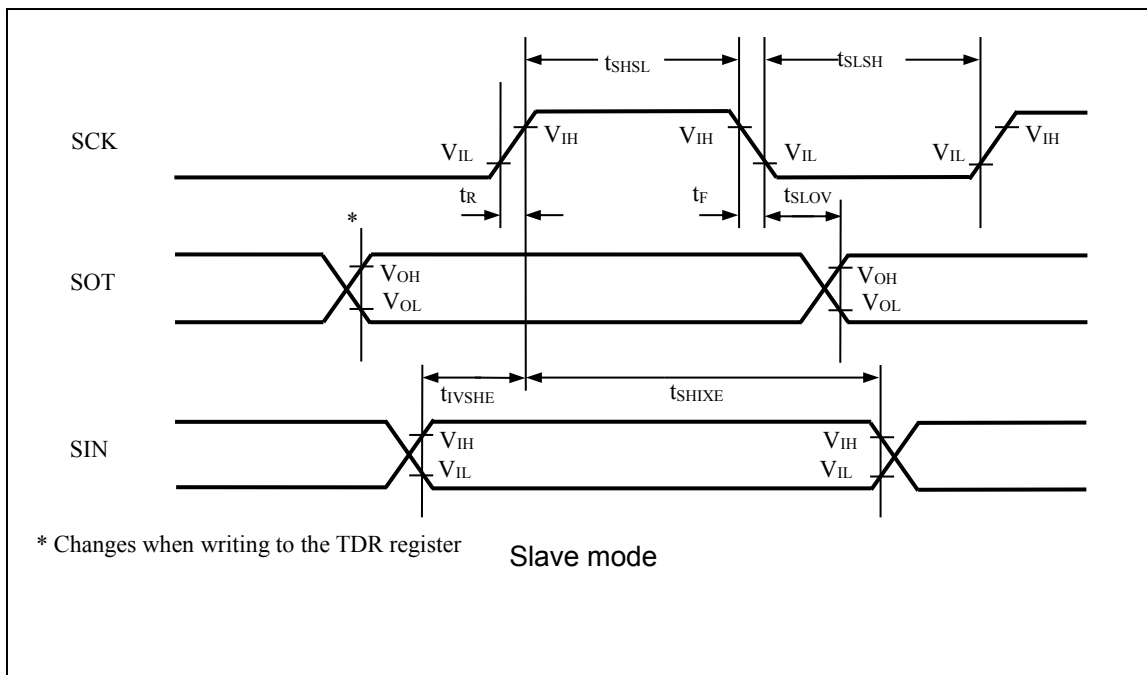 tSHSL
tSLSH
SCK
VIH
VIH
VIH
VIL
VIL
VIL
tR
tF
tSLOV
*
SOT
VOH
VOH
VOL
VOL
tIVSHE
tSHIXE
SIN
VIH
VIH
VIL
VIL
* Changes when writing to the TDR register
Slave mode